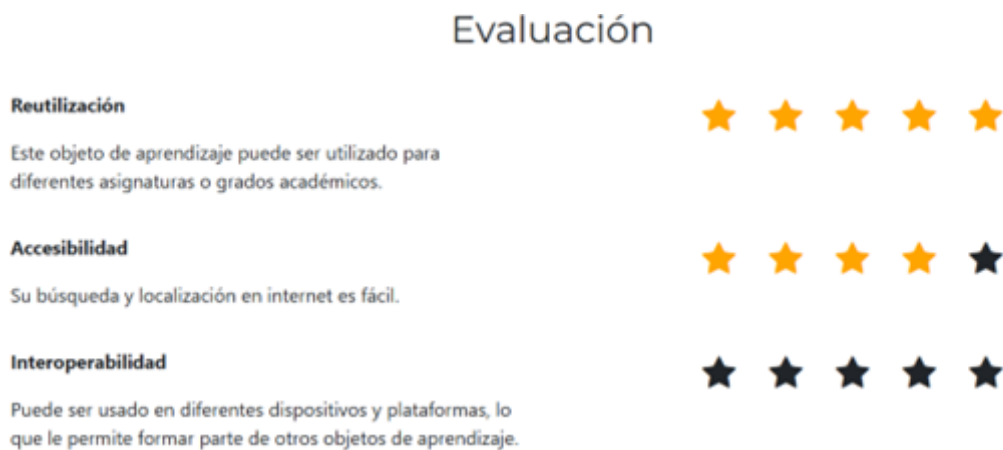 Evaluación
Reutilización
Este objeto de aprendizaje puede ser utilizado para
diferentes asignaturas o grados académicos.
Accesibilidad
Su búsqueda y localización en internet es fácil.
Interoperabilidad
Puede ser usado en diferentes dispositivos y plataformas, lo
que le permite formar parte de otros objetos de aprendizaje.